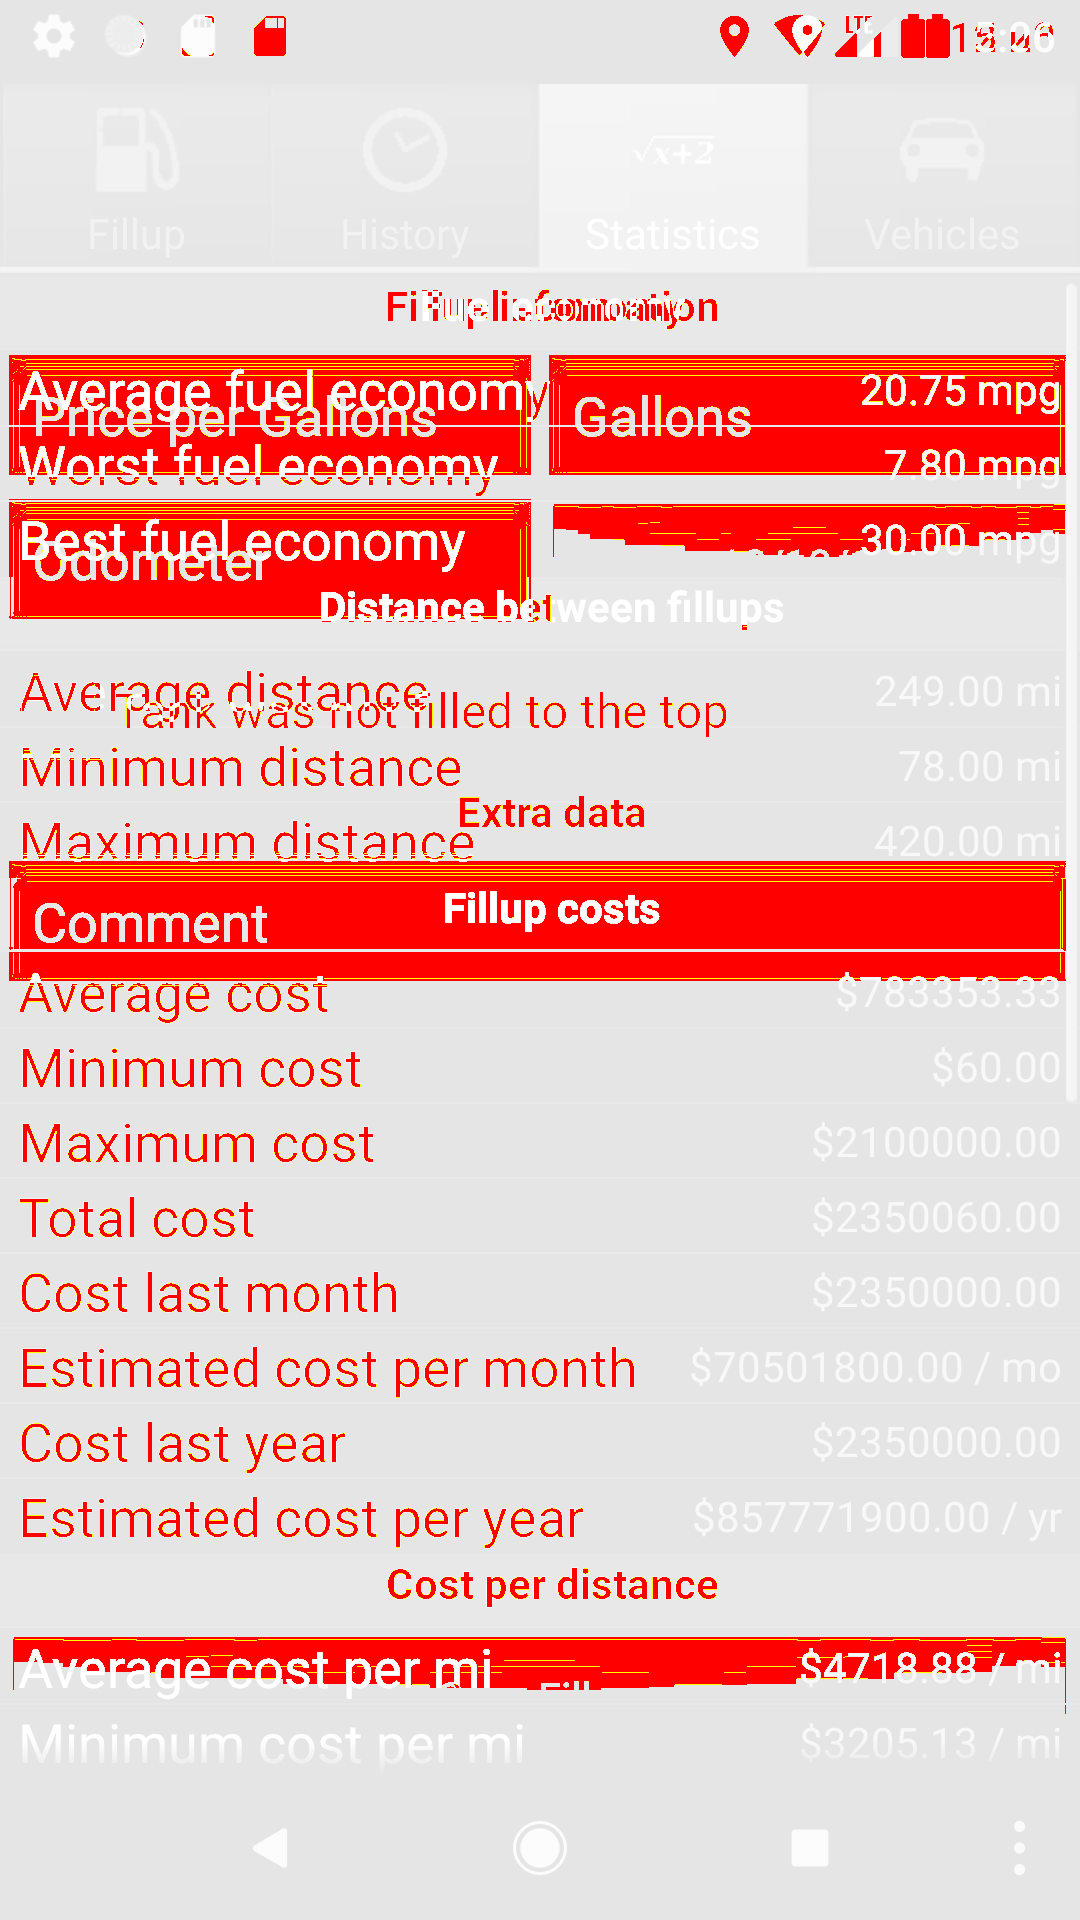 LTE
√x+2
Fillup History Statistics Vehicles
Average fuel economy 20.75 mpg
Price per Gallons Gallons
Worst fuel economy 7.80 mpg
Best fuel economy 30.00 mpg
Odometer
Distance between fillups
Average distance 249.00 mi
Tank was not filled to the top
Minimum distance 78.00 mi
Extra data
Maximum distance 420.00 mi
Fillup costs
Comment
Average cost $783353.33
Minimum cost $60.00
Maximum cost $2100000.00
Total cost $2350060.00
Cost last month $2350000.00
Estimated cost per month $70501800.00 / mo
Cost last year $2350000.00
Estimated cost per year $857771900.00 / yr
Cost per distance
Average cost per mi $4718.88 / mi
Minimum cost per mi $3205.13 / mi